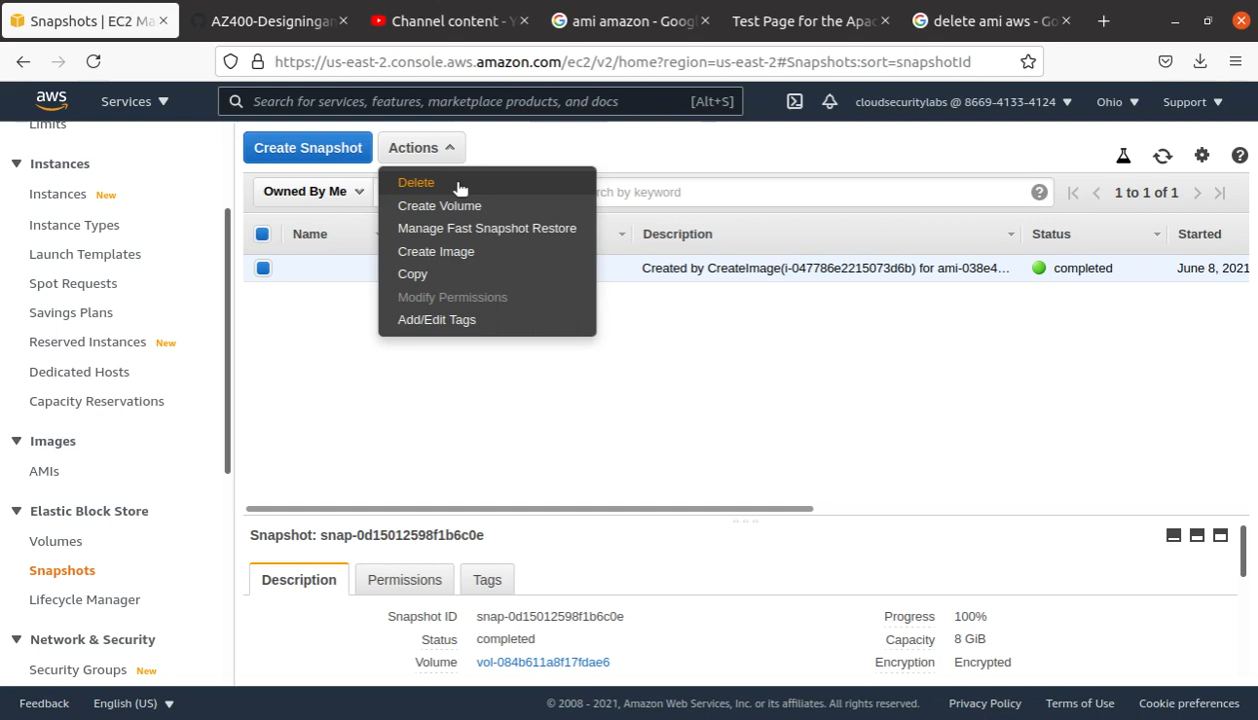 Snapshots | EC2 Ma
AZ400-Designingan
Channel content - Y
ami amazon - Googl
Test Page for the Apac
delete ami aws - Go
https://us-east-2.console.aws.amazon.com/ec2/v2/home?region=us-east-2#Snapshots:sort=snapshotId
aws
Services
Search for services, features, marketplace products, and docs
[Alt+S]
cloudsecuritylabs @ 8669-4133-4124
Ohio
Support
Limits
Instances
Instances New
Instance Types
Launch Templates
Spot Requests
Savings Plans
Reserved Instances New
Dedicated Hosts
Capacity Reservations
Images
AMIs
Elastic Block Store
Volumes
Snapshots
Lifecycle Manager
Network & Security
Security Groups New
Create Snapshot
Actions
Delete
Create Volume
Manage Fast Snapshot Restore
Create Image
Copy
Modify Permissions
Add/Edit Tags
Owned By Me
rch by keyword
1 to 1 of 1
Name
Description
Status
Started
Created by CreateImage(i-047786e2215073d6b) for ami-038e4...
completed
June 8, 2021
Snapshot: snap-0d15012598f1b6c0e
Description
Permissions
Tags
Snapshot ID snap-0d15012598f1b6c0e
Progress 100%
Status completed
Capacity 8 GiB
Volume vol-084b611a8f17fdae6
Encryption Encrypted
Feedback
English (US)
© 2008 - 2021, Amazon Web Services, Inc. or its affiliates. All rights reserved.
Privacy Policy
Terms of Use
Cookie preferences